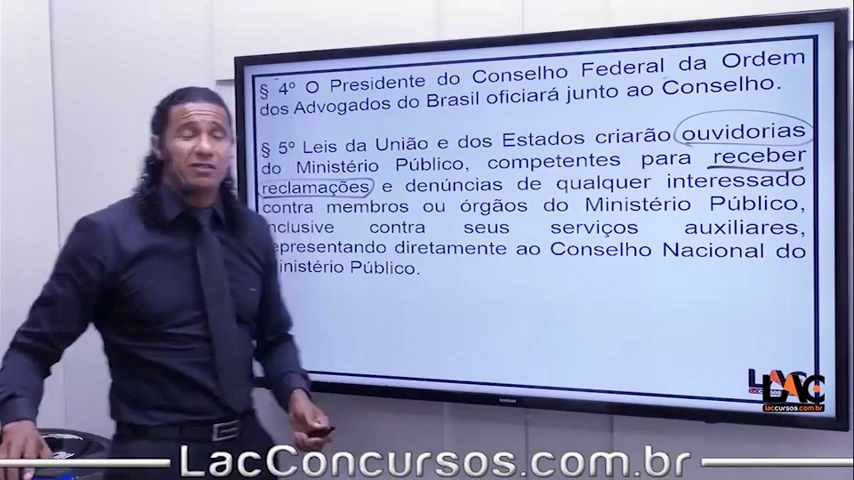 § 4º O Presidente do Conselho Federal da Ordem
dos Advogados do Brasil oficiará junto ao Conselho.
§ 5º Leis da União e dos Estados criarão ouvidorias
do Ministério Público, competentes para receber
reclamações e denúncias de qualquer interessado
contra membros ou órgãos do Ministério Público,
inclusive contra seus serviços auxiliares,
representando diretamente ao Conselho Nacional do
Ministério Público.
SAMSUNG
LAC
laccursos.com.br
LacConcursos.com.br